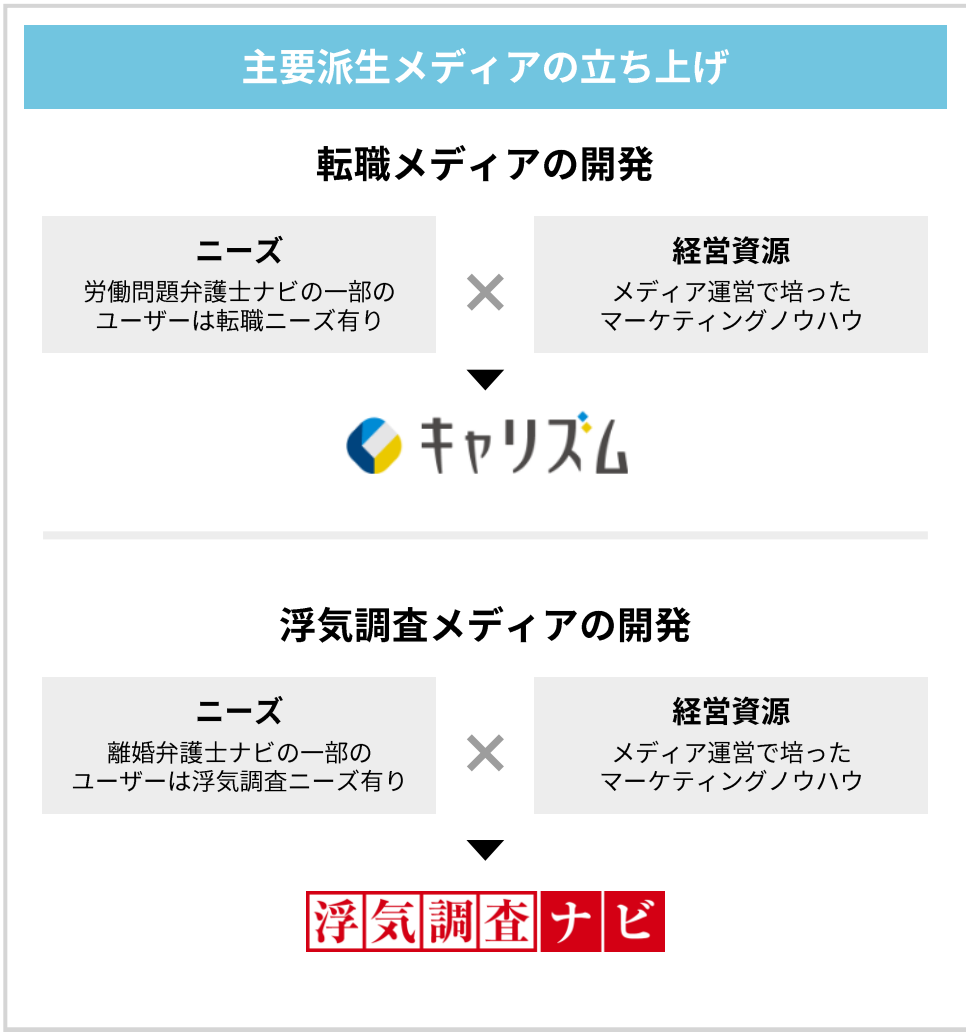 主要派生メディアの立ち上げ
転職メディアの開発
ニーズ
労働問題弁護士ナビの一部の
ユーザーは転職ニーズ有り
×
経営資源
メディア運営で培った
マーケティングノウハウ
キャリズム
浮気調査メディアの開発
ニーズ
離婚弁護士ナビの一部の
ユーザーは浮気調査ニーズ有り
×
経営資源
メディア運営で培った
マーケティングノウハウ
浮気調査ナビ